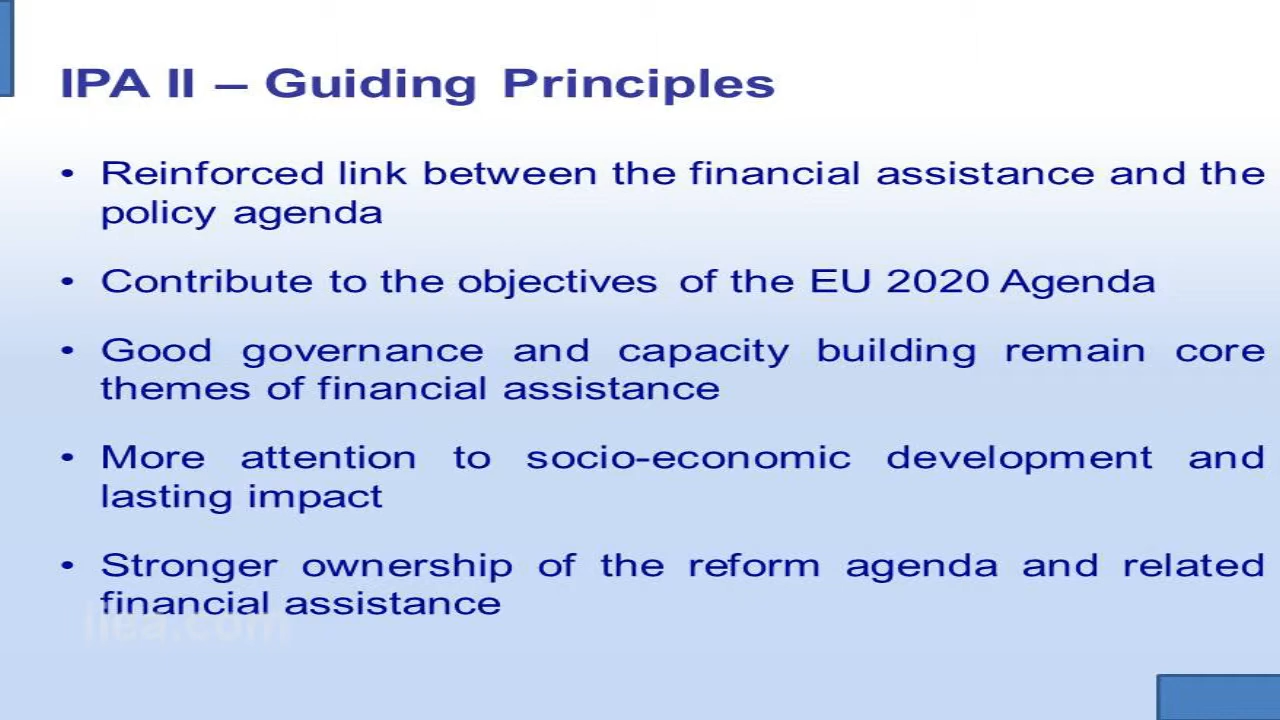 IPA II – Guiding Principles
• Reinforced link between the financial assistance and the
policy agenda
• Contribute to the objectives of the EU 2020 Agenda
• Good governance and capacity building remain core
themes of financial assistance
• More attention to socio-economic development and
lasting impact
• Stronger ownership of the reform agenda and related
financial assistance
iiea.com